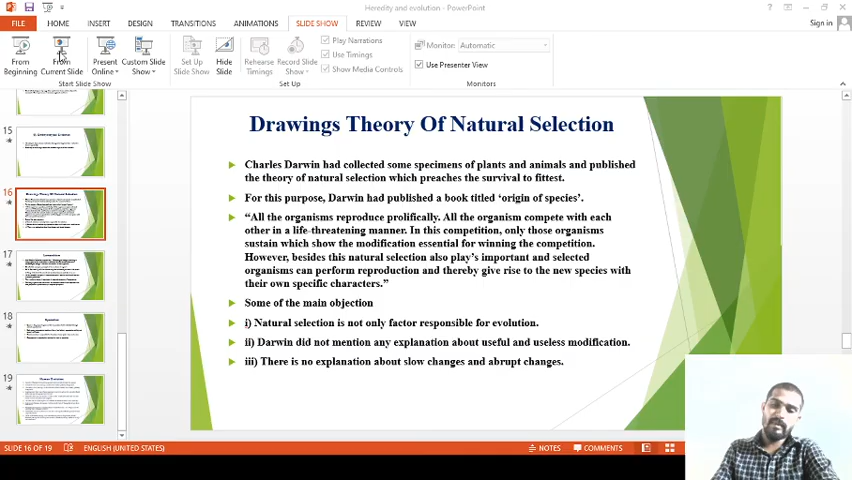 Heredity and evolution - PowerPoint
FILE HOME INSERT DESIGN TRANSITIONS ANIMATIONS SLIDE SHOW REVIEW VIEW
Sign in
From Beginning
From Current Slide
Present Online
Custom Slide Show
Set Up Slide Show
Hide Slide
Rehearse Timings
Record Slide Show
Play Narrations
Use Timings
Show Media Controls
Monitor: Automatic
Use Presenter View
Start Slide Show
Set Up
Monitors
15
16
17
18
19
Drawings Theory Of Natural Selection
Charles Darwin had collected some specimens of plants and animals and published
the theory of natural selection which preaches the survival to fittest.
For this purpose, Darwin had published a book titled ‘origin of species’.
“All the organisms reproduce prolifically. All the organism compete with each
other in a life-threatening manner. In this competition, only those organisms
sustain which show the modification essential for winning the competition.
However, besides this natural selection also play’s important and selected
organisms can perform reproduction and thereby give rise to the new species with
their own specific characters.”
Some of the main objection
i) Natural selection is not only factor responsible for evolution.
ii) Darwin did not mention any explanation about useful and useless modification.
iii) There is no explanation about slow changes and abrupt changes.
SLIDE 16 OF 19
ENGLISH (UNITED STATES)
NOTES
COMMENTS